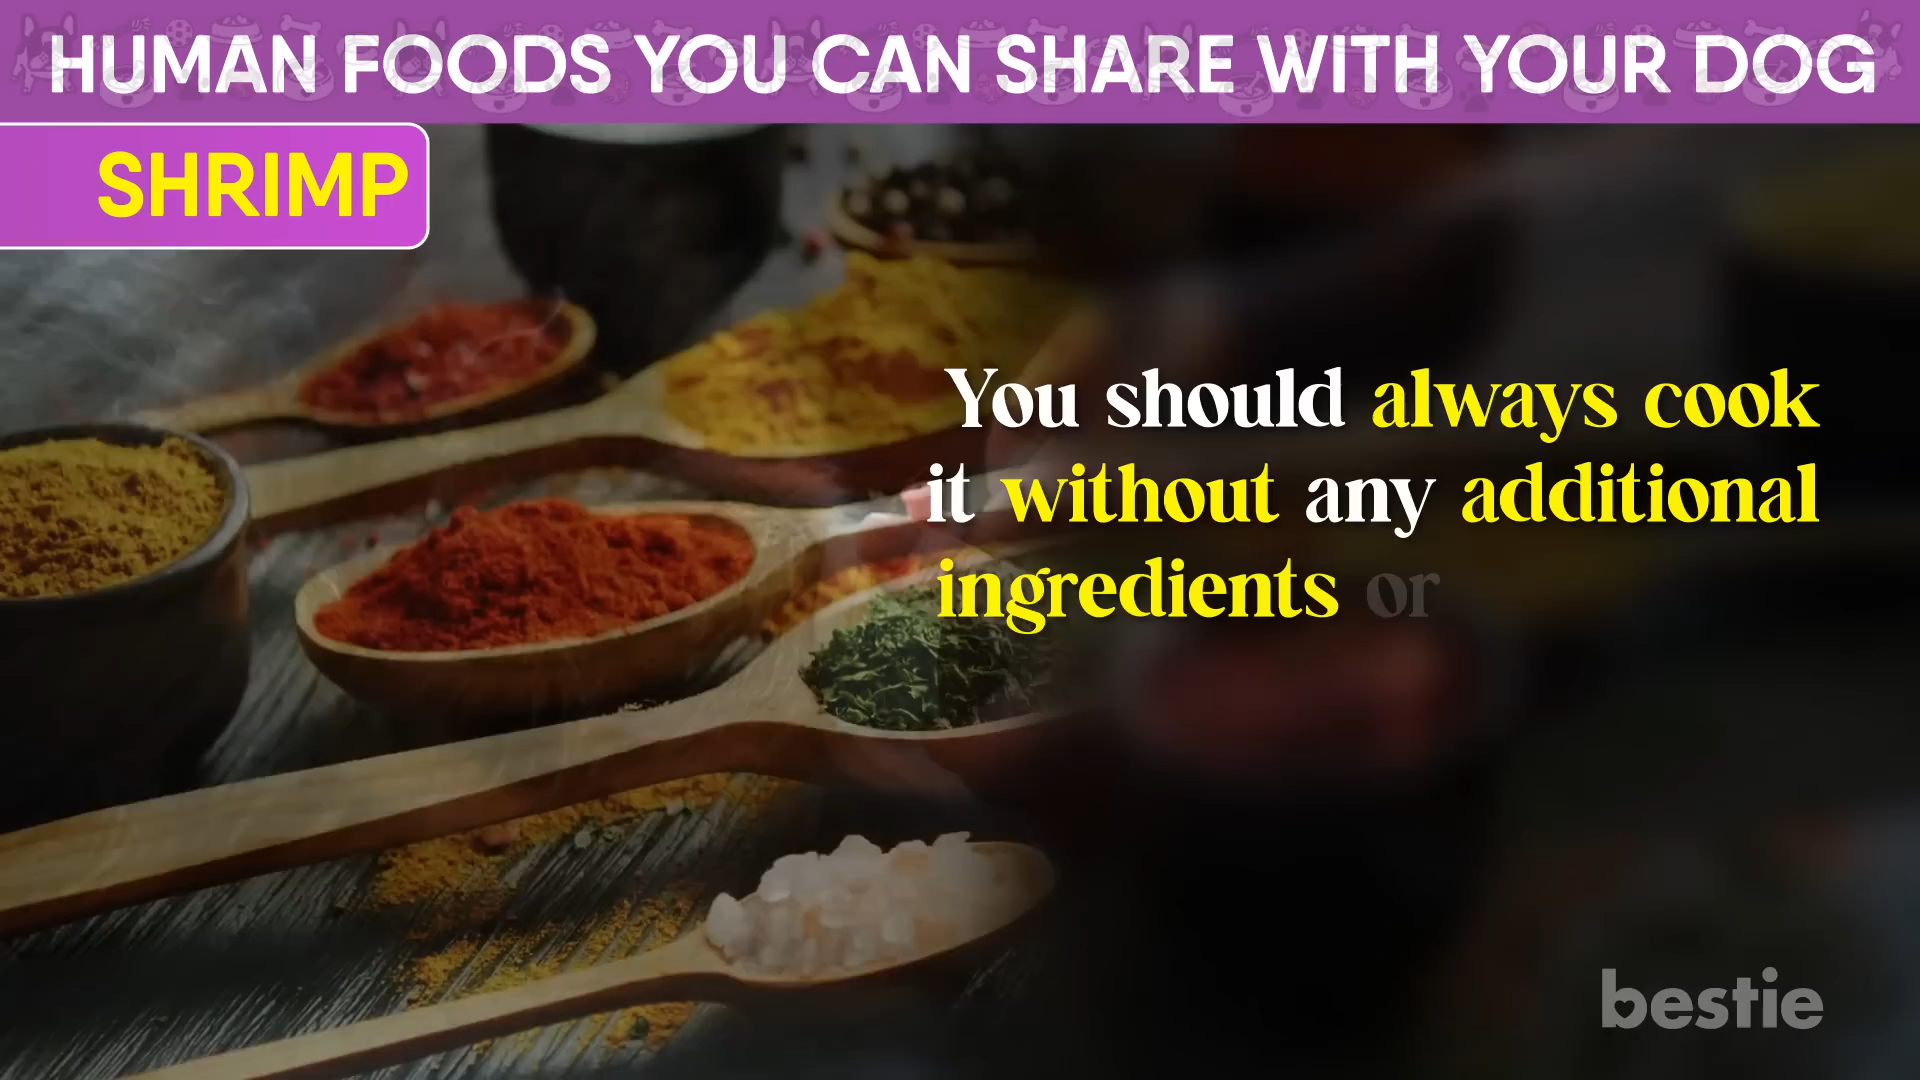 HUMAN FOODS YOU CAN SHARE WITH YOUR DOG
SHRIMP
You should always cook
it without any additional
ingredients or
bestie